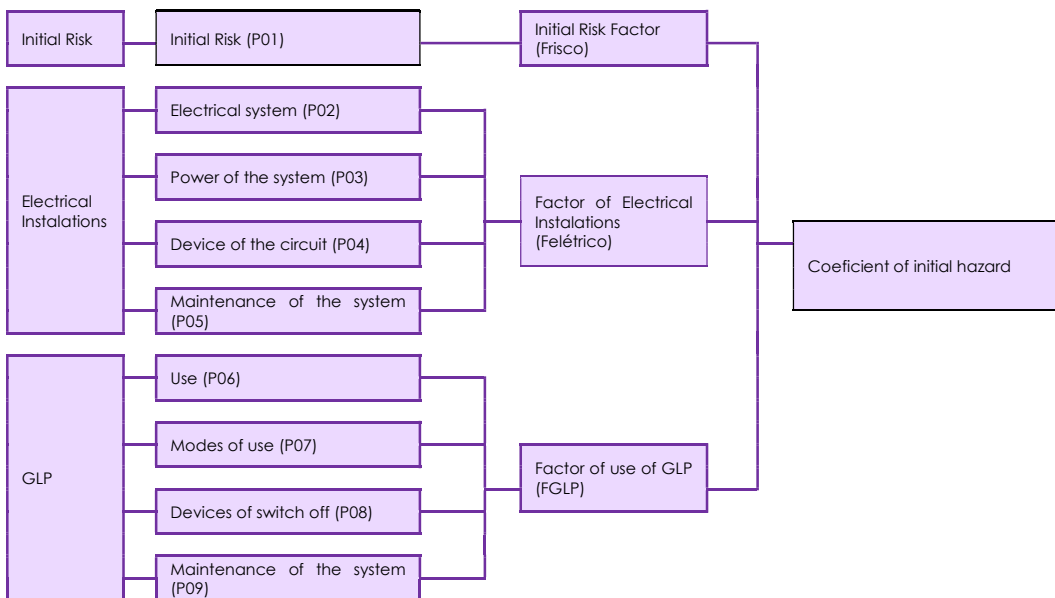 Initial Risk
Initial Risk (P01)
Initial Risk Factor
(Frisco)
Electrical
Instalations
Electrical system (P02)
Power of the system (P03)
Device of the circuit (P04)
Maintenance of the system
(P05)
Factor of Electrical
Instalations
(Felétrico)
Coeficient of initial hazard
GLP
Use (P06)
Modes of use (P07)
Devices of switch off (P08)
Maintenance of the system
(P09)
Factor of use of GLP
(FGLP)